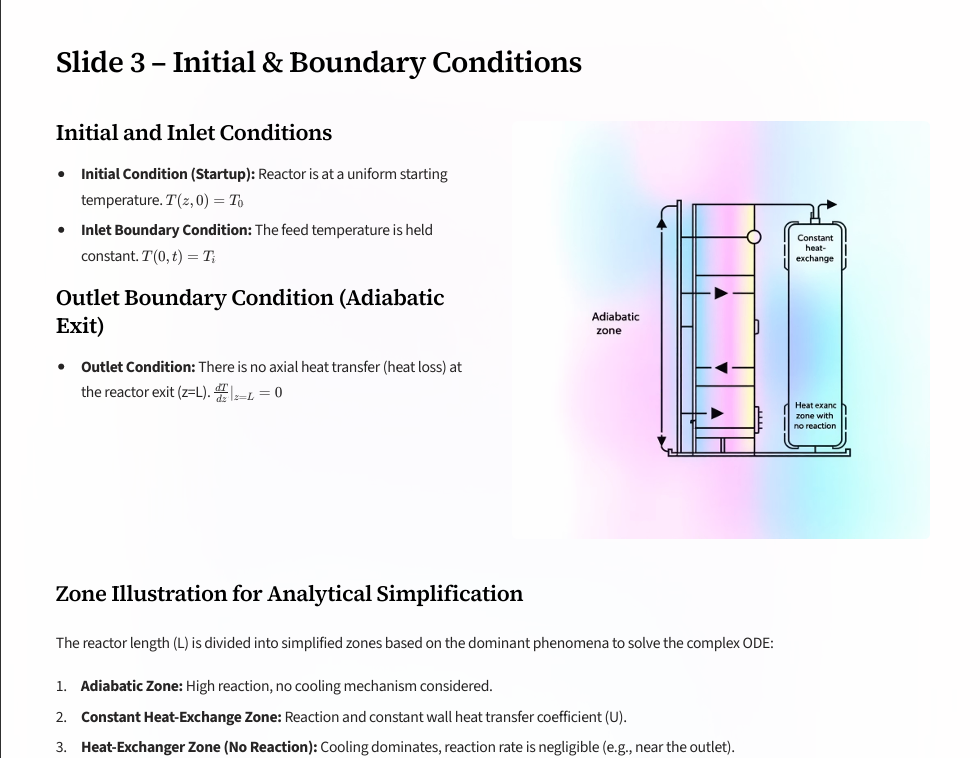 Slide 3 – Initial & Boundary Conditions
Initial and Inlet Conditions
• Initial Condition (Startup): Reactor is at a uniform starting
temperature. T(z, 0) = T₀
• Inlet Boundary Condition: The feed temperature is held
constant. T(0, t) = Tᵢ
Outlet Boundary Condition (Adiabatic
Exit)
• Outlet Condition: There is no axial heat transfer (heat loss) at
the reactor exit (z=L). dT/dz|z=L = 0
Adiabatic
zone
Constant
heat-
exchange
Heat exanc
zone with
no reaction
Zone Illustration for Analytical Simplification
The reactor length (L) is divided into simplified zones based on the dominant phenomena to solve the complex ODE:
1. Adiabatic Zone: High reaction, no cooling mechanism considered.
2. Constant Heat-Exchange Zone: Reaction and constant wall heat transfer coefficient (U).
3. Heat-Exchanger Zone (No Reaction): Cooling dominates, reaction rate is negligible (e.g., near the outlet).